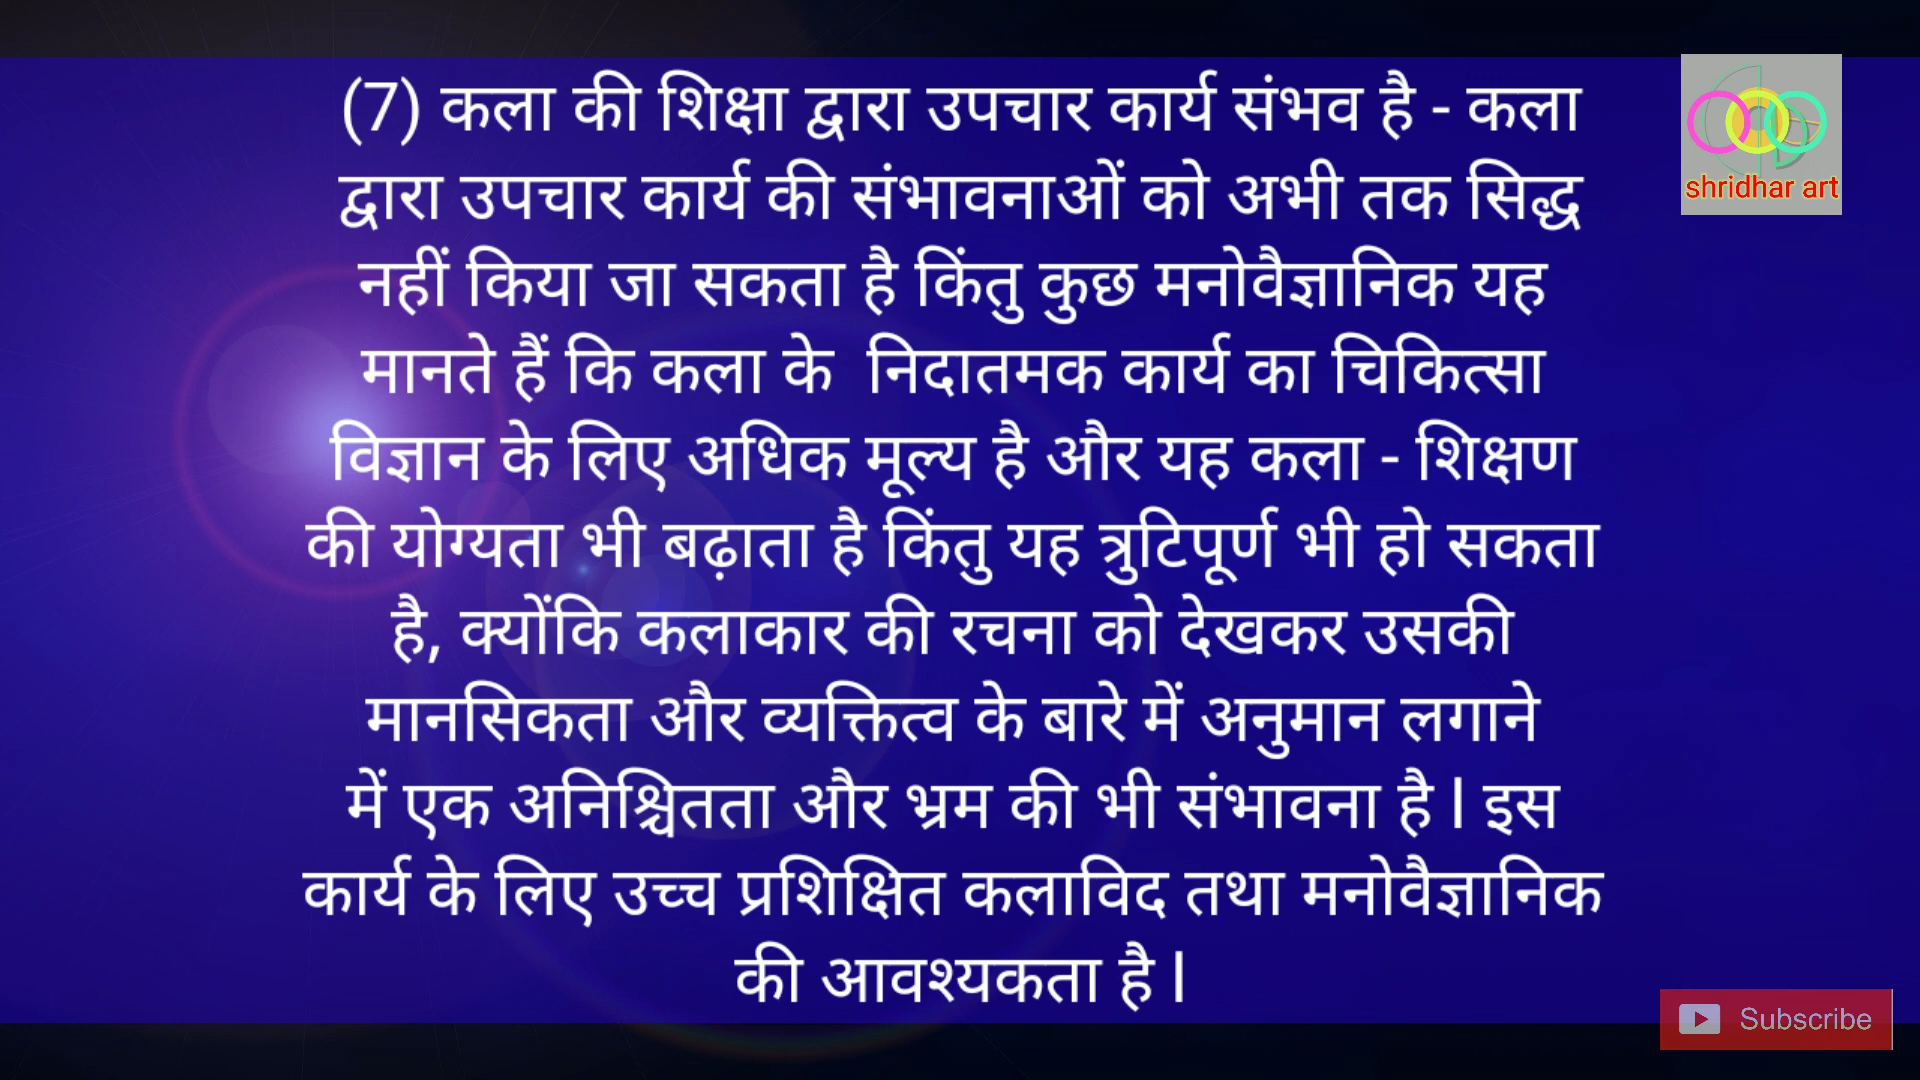 (7) कला की शिक्षा द्वारा उपचार कार्य संभव है - कला
द्वारा उपचार कार्य की संभावनाओं को अभी तक सिद्ध
नहीं किया जा सकता है किंतु कुछ मनोवैज्ञानिक यह
मानते हैं कि कला के निदातमक कार्य का चिकित्सा
विज्ञान के लिए अधिक मूल्य है और यह कला - शिक्षण
की योग्यता भी बढ़ाता है किंतु यह त्रुटिपूर्ण भी हो सकता
है, क्योंकि कलाकार की रचना को देखकर उसकी
मानसिकता और व्यक्तित्व के बारे में अनुमान लगाने
में एक अनिश्चितता और भ्रम की भी संभावना है l इस
कार्य के लिए उच्च प्रशिक्षित कलाविद तथा मनोवैज्ञानिक
की आवश्यकता है l
shridhar art
Subscribe